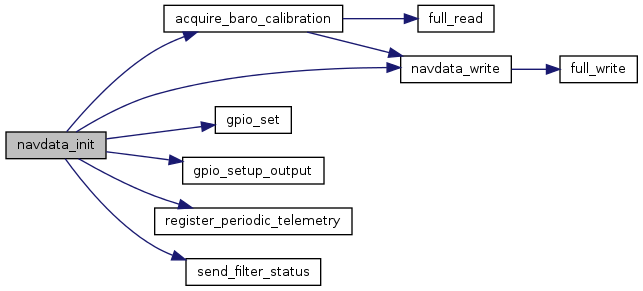 acquire_baro_calibration
full_read
navdata_write
full_write
gpio_set
navdata_init
gpio_setup_output
register_periodic_telemetry
send_filter_status